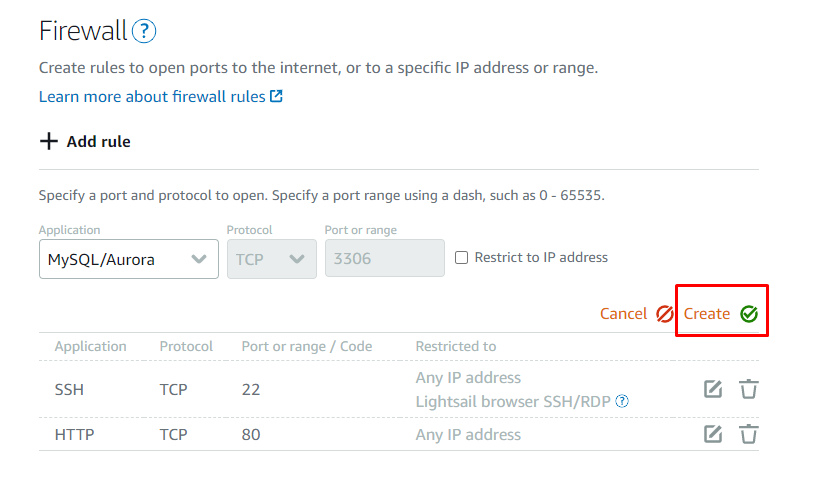 Firewall ?
Create rules to open ports to the internet, or to a specific IP address or range.
Learn more about firewall rules
+ Add rule
Specify a port and protocol to open. Specify a port range using a dash, such as 0 - 65535.
Application Protocol Port or range
MySQL/Aurora TCP 3306 Restrict to IP address
Cancel Create
Application Protocol Port or range / Code Restricted to
SSH TCP 22 Any IP address
Lightsail browser SSH/RDP ?
HTTP TCP 80 Any IP address